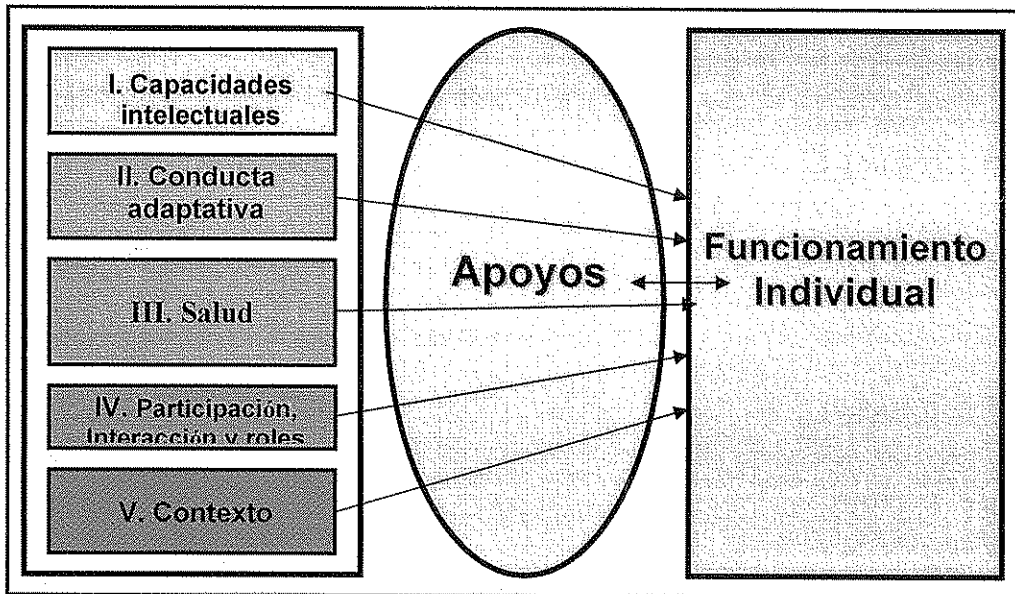 I. Capacidades
intelectuales
II. Conducta
adaptativa
III. Salud
IV. Participación,
Interacción y roles
V. Contexto
Apoyos
Funcionamiento
Individual